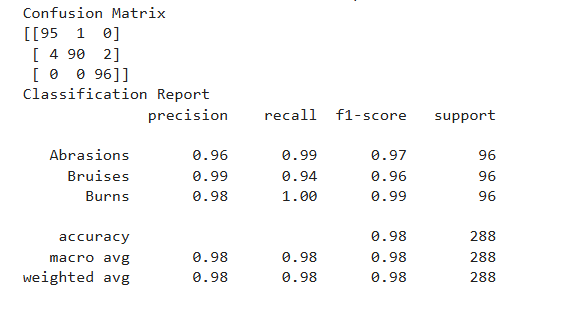 Confusion Matrix
[[95  1  0]
 [ 4 90  2]
 [ 0  0 96]]
Classification Report
              precision    recall  f1-score   support

   Abrasions       0.96      0.99      0.97        96
     Bruises       0.99      0.94      0.96        96
       Burns       0.98      1.00      0.99        96

    accuracy                           0.98       288
   macro avg       0.98      0.98      0.98       288
weighted avg       0.98      0.98      0.98       288